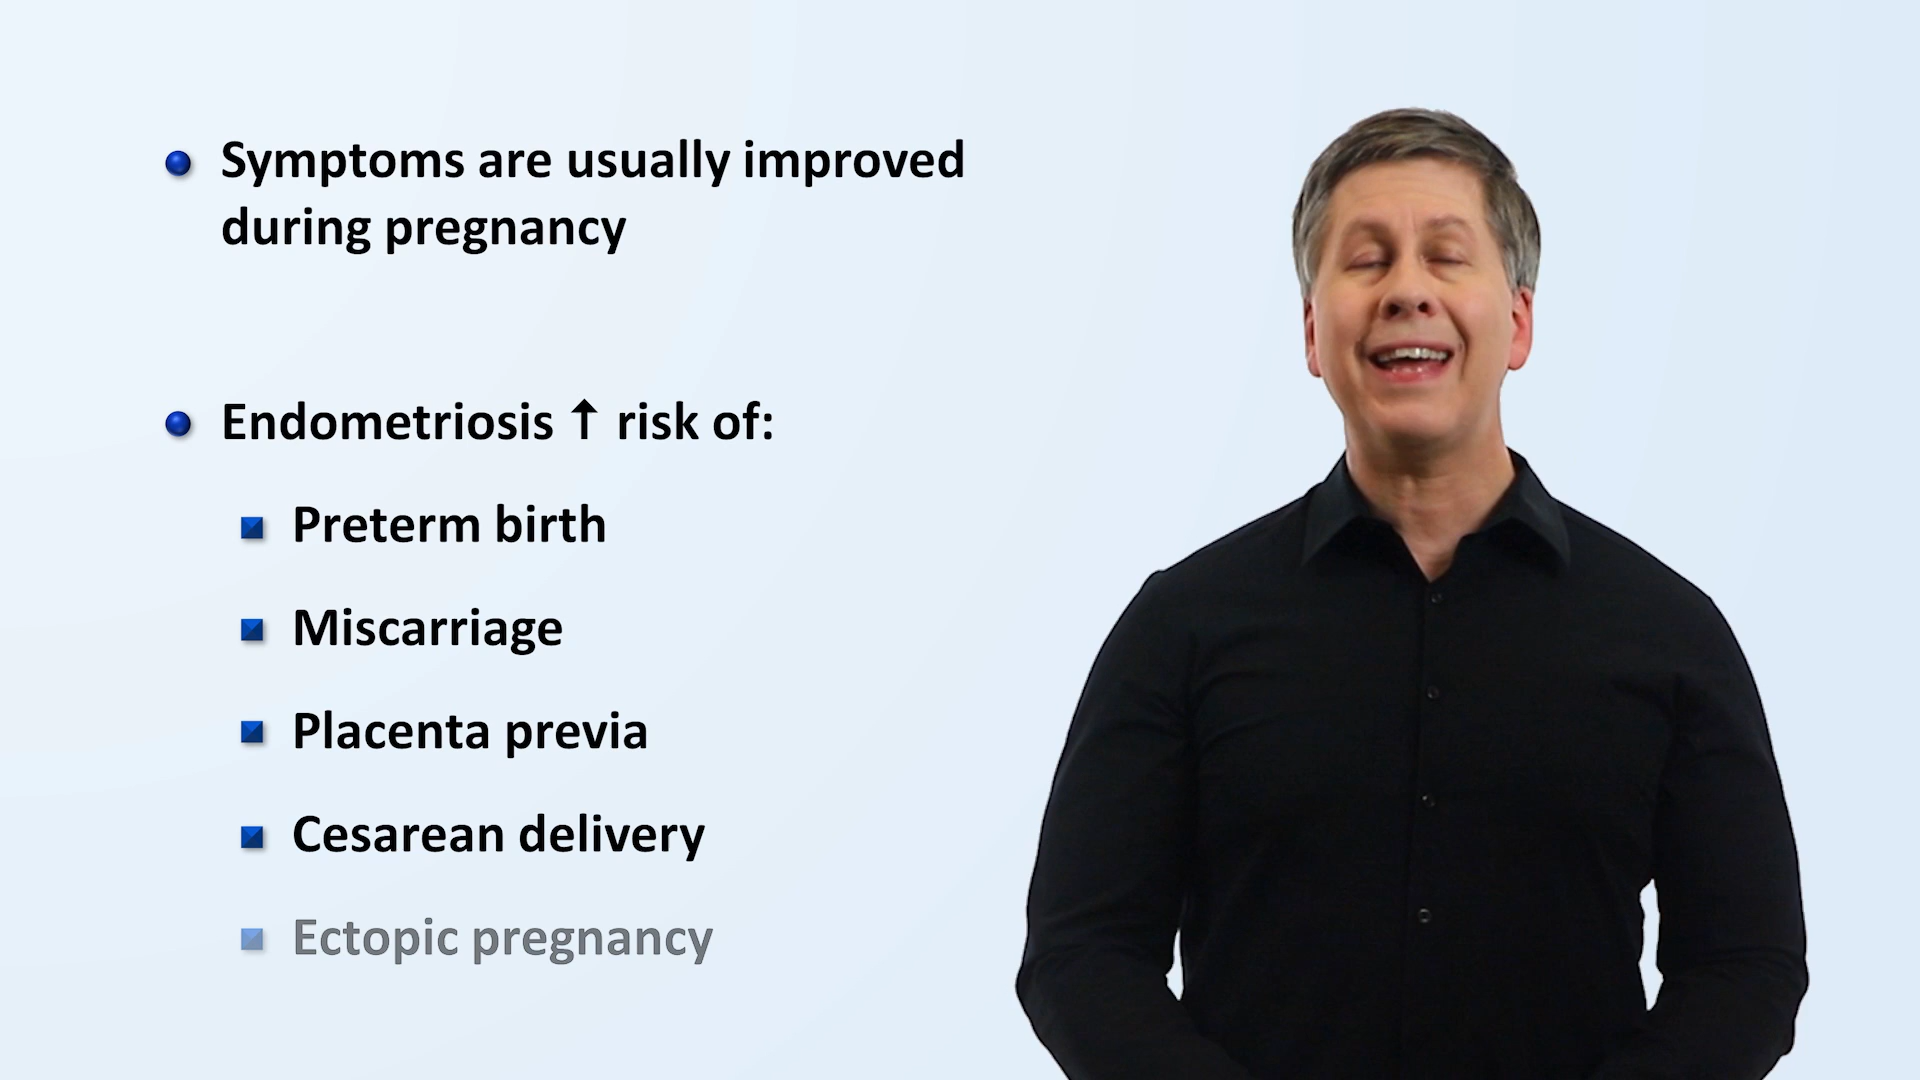 Symptoms are usually improved
during pregnancy
Endometriosis ↑ risk of:
Preterm birth
Miscarriage
Placenta previa
Cesarean delivery
Ectopic pregnancy